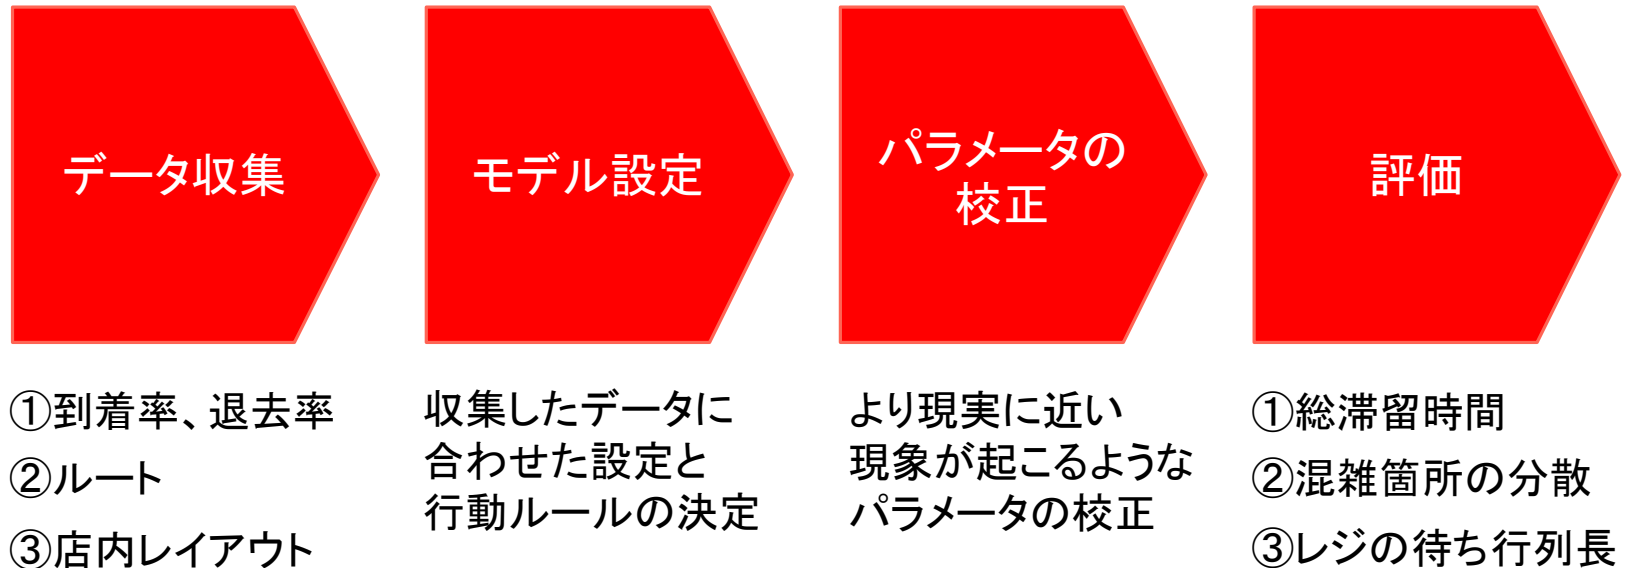 データ収集
モデル設定
パラメータの
校正
評価
①到着率、退去率
②ルート
③店内レイアウト
収集したデータに
合わせた設定と
行動ルールの決定
より現実に近い
現象が起こるような
パラメータの校正
①総滞留時間
②混雑箇所の分散
③レジの待ち行列長